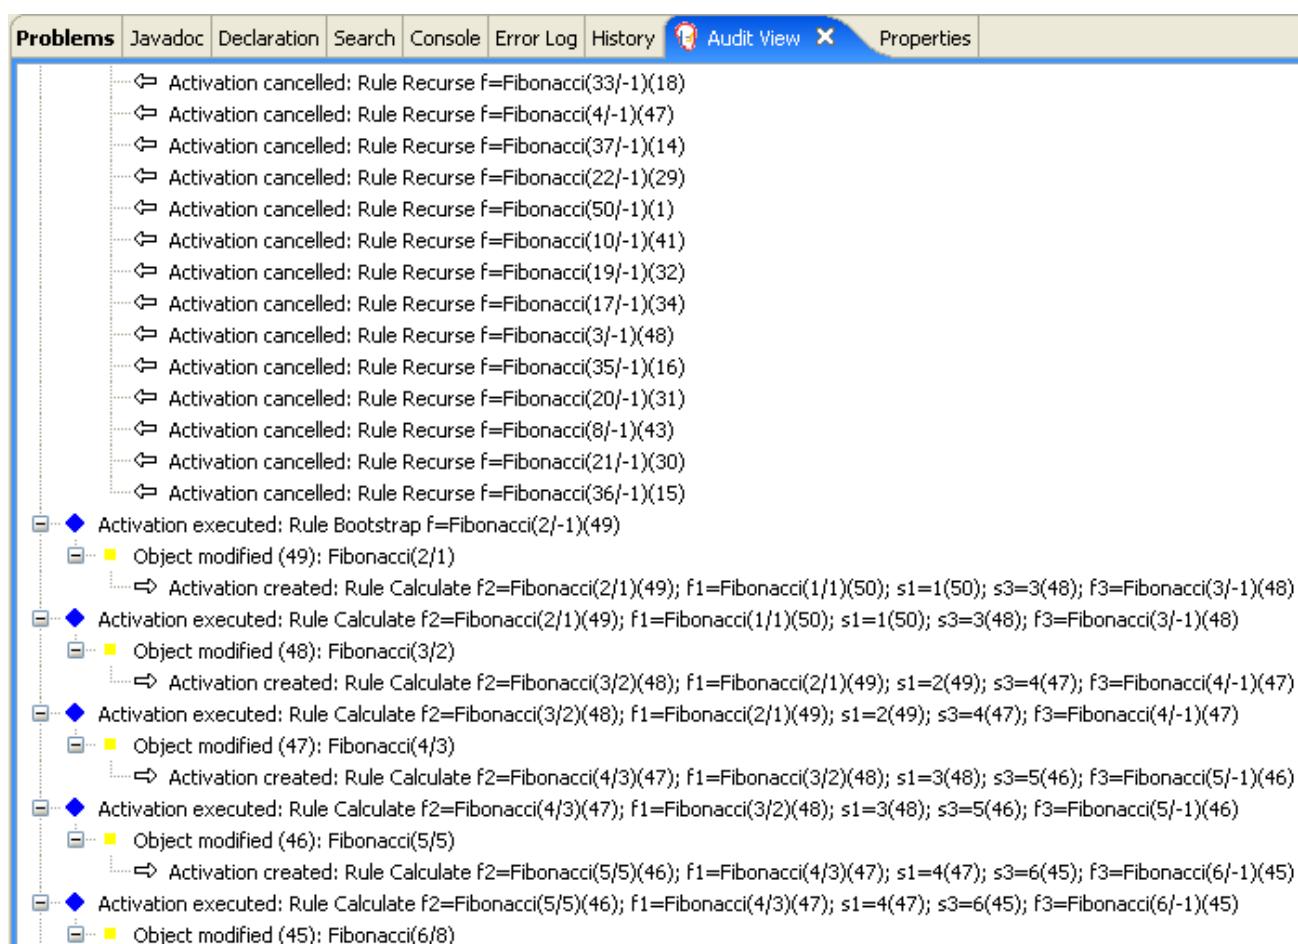 Problems Javadoc Declaration Search Console Error Log History Audit View Properties
Activation cancelled: Rule Recurse f=Fibonacci(33/-1)(18)
Activation cancelled: Rule Recurse f=Fibonacci(4/-1)(47)
Activation cancelled: Rule Recurse f=Fibonacci(37/-1)(14)
Activation cancelled: Rule Recurse f=Fibonacci(22/-1)(29)
Activation cancelled: Rule Recurse f=Fibonacci(50/-1)(1)
Activation cancelled: Rule Recurse f=Fibonacci(10/-1)(41)
Activation cancelled: Rule Recurse f=Fibonacci(19/-1)(32)
Activation cancelled: Rule Recurse f=Fibonacci(17/-1)(34)
Activation cancelled: Rule Recurse f=Fibonacci(3/-1)(48)
Activation cancelled: Rule Recurse f=Fibonacci(35/-1)(16)
Activation cancelled: Rule Recurse f=Fibonacci(20/-1)(31)
Activation cancelled: Rule Recurse f=Fibonacci(8/-1)(43)
Activation cancelled: Rule Recurse f=Fibonacci(21/-1)(30)
Activation cancelled: Rule Recurse f=Fibonacci(36/-1)(15)
Activation executed: Rule Bootstrap f=Fibonacci(2/-1)(49)
Object modified (49): Fibonacci(2/1)
Activation created: Rule Calculate f2=Fibonacci(2/1)(49); f1=Fibonacci(1/1)(50); s1=1(50); s3=3(48); f3=Fibonacci(3/-1)(48)
Activation executed: Rule Calculate f2=Fibonacci(2/1)(49); f1=Fibonacci(1/1)(50); s1=1(50); s3=3(48); f3=Fibonacci(3/-1)(48)
Object modified (48): Fibonacci(3/2)
Activation created: Rule Calculate f2=Fibonacci(3/2)(48); f1=Fibonacci(2/1)(49); s1=2(49); s3=4(47); f3=Fibonacci(4/-1)(47)
Activation executed: Rule Calculate f2=Fibonacci(3/2)(48); f1=Fibonacci(2/1)(49); s1=2(49); s3=4(47); f3=Fibonacci(4/-1)(47)
Object modified (47): Fibonacci(4/3)
Activation created: Rule Calculate f2=Fibonacci(4/3)(47); f1=Fibonacci(3/2)(48); s1=3(48); s3=5(46); f3=Fibonacci(5/-1)(46)
Activation executed: Rule Calculate f2=Fibonacci(4/3)(47); f1=Fibonacci(3/2)(48); s1=3(48); s3=5(46); f3=Fibonacci(5/-1)(46)
Object modified (46): Fibonacci(5/5)
Activation created: Rule Calculate f2=Fibonacci(5/5)(46); f1=Fibonacci(4/3)(47); s1=4(47); s3=6(45); f3=Fibonacci(6/-1)(45)
Activation executed: Rule Calculate f2=Fibonacci(5/5)(46); f1=Fibonacci(4/3)(47); s1=4(47); s3=6(45); f3=Fibonacci(6/-1)(45)
Object modified (45): Fibonacci(6/8)